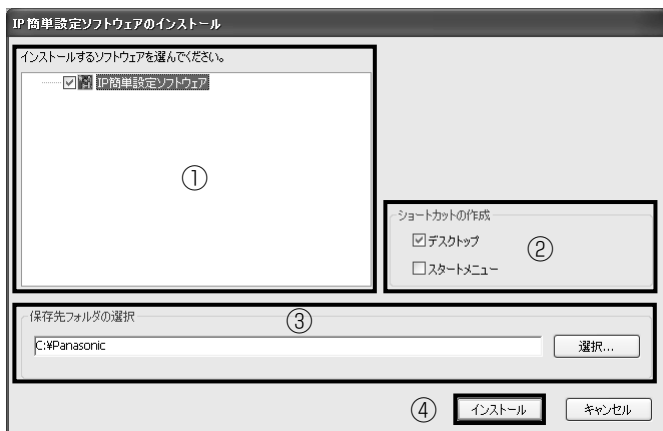 IP簡単設定ソフトウェアのインストール
インストールするソフトウェアを選んでください。
IP簡単設定ソフトウェア
①
ショートカットの作成
デスクトップ
②
スタートメニュー
保存先フォルダの選択
③
C:¥Panasonic
選択...
④
インストール
キャンセル